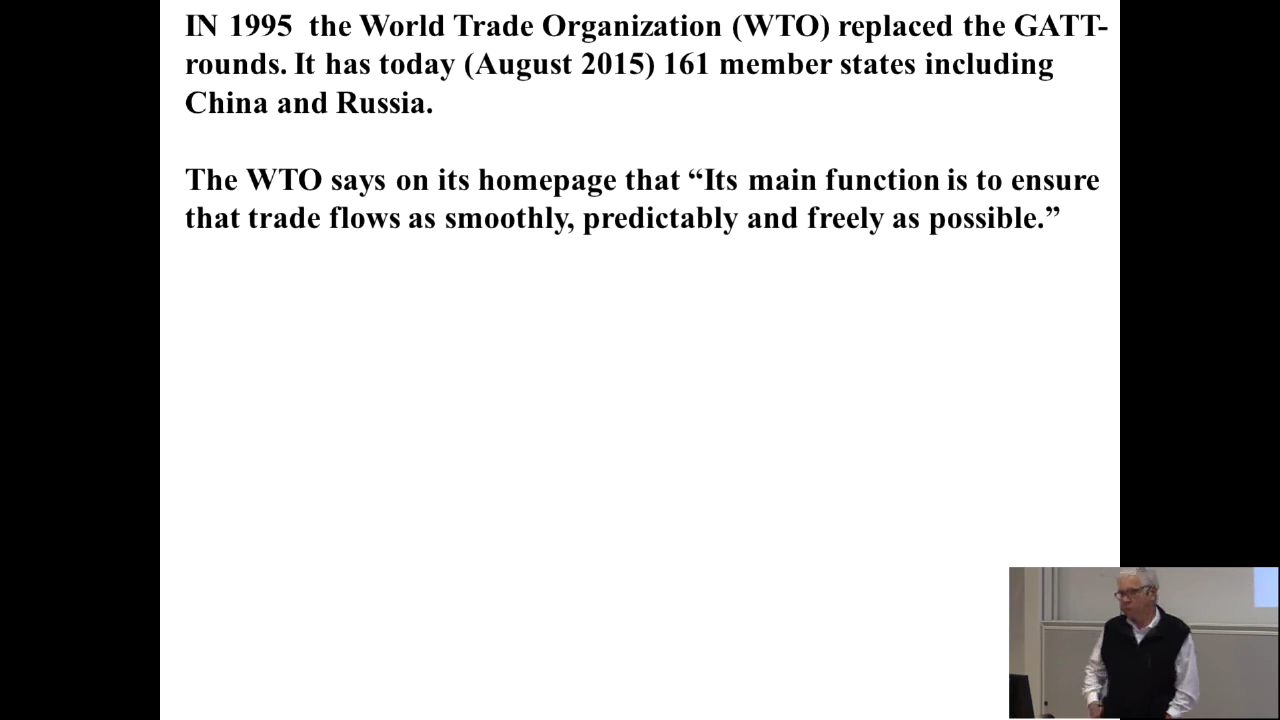 IN 1995  the World Trade Organization (WTO) replaced the GATT-
rounds. It has today (August 2015) 161 member states including
China and Russia.
The WTO says on its homepage that “Its main function is to ensure
that trade flows as smoothly, predictably and freely as possible.”